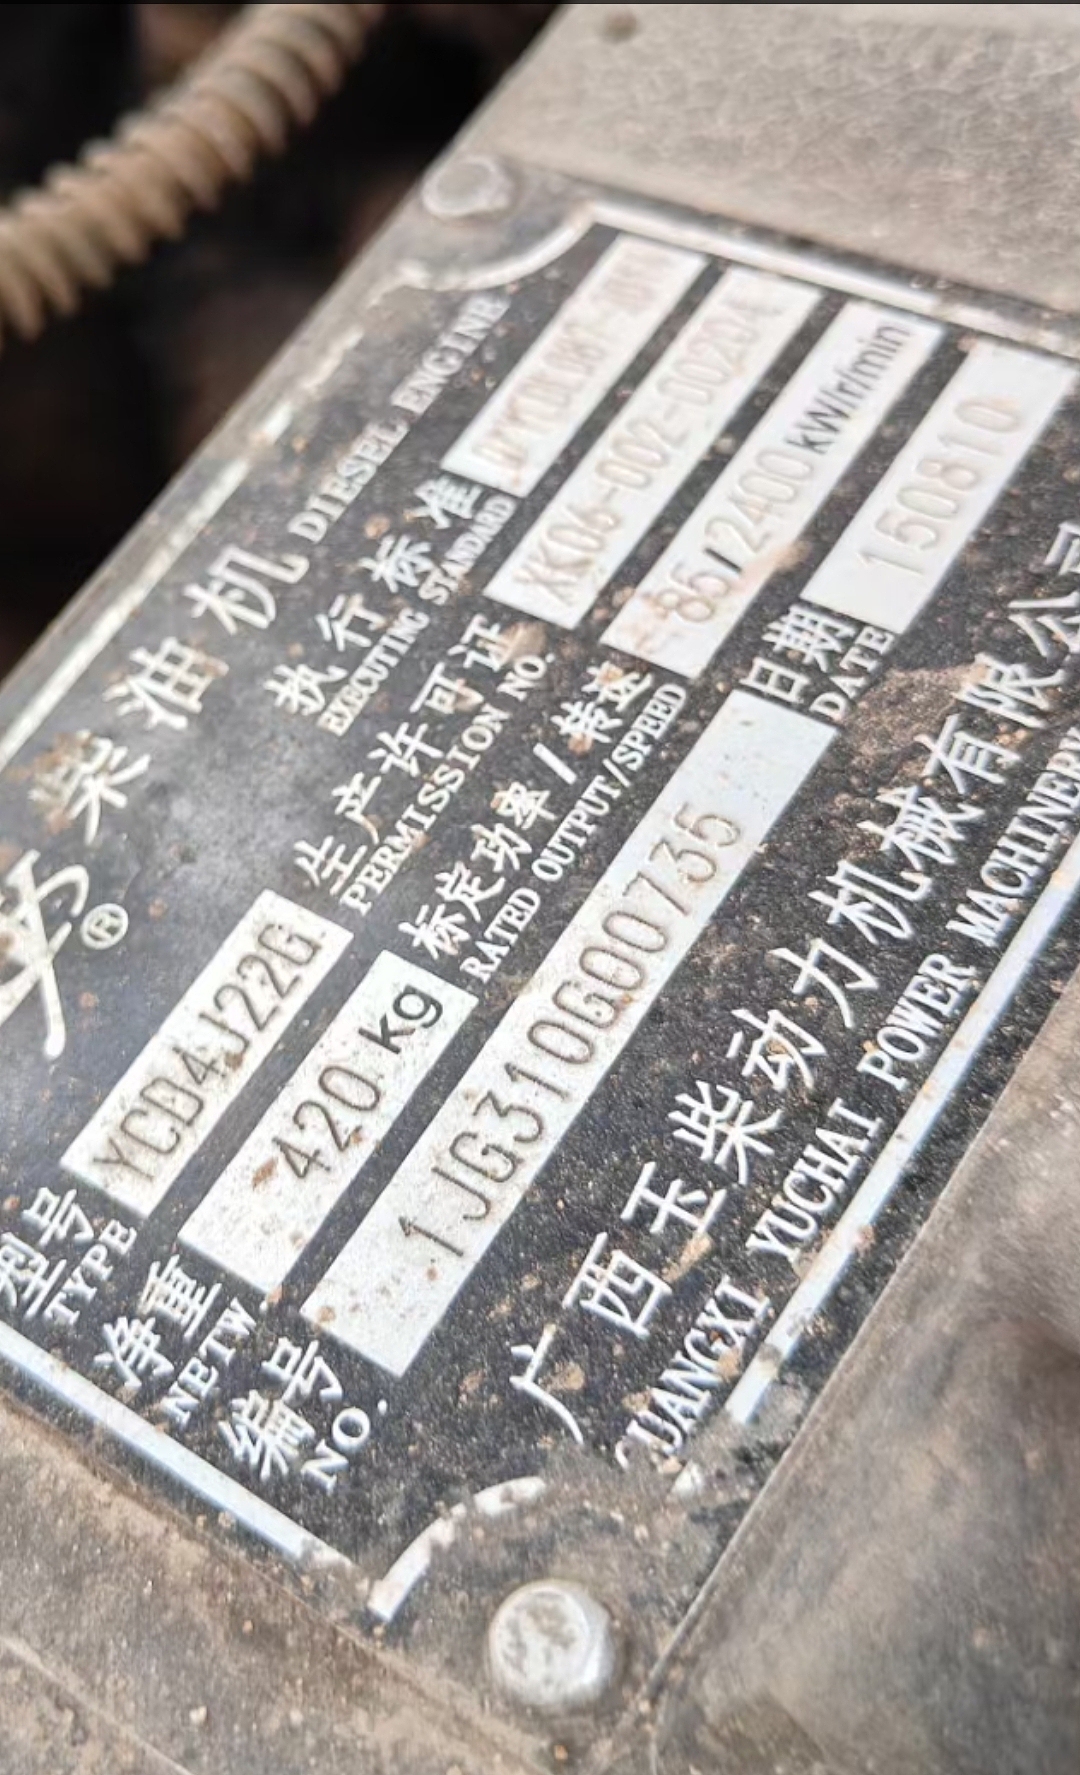 柴油机 DIESEL ENGINE
型号 TYPE YCD4J22G
执行标准 EXECUTING STANDARD
净重 NETW. 420 kg
生产许可证 PERMISSION NO. XK06-002-00204
编号 NO. 1JG310G00735
标定功率/转速 RATED OUTPUT/SPEED 85/2400 kW/r/min
日期 DATE 150810
广西玉柴动力机械有限公司
GUANGXI YUCHAI POWER MACHINERY